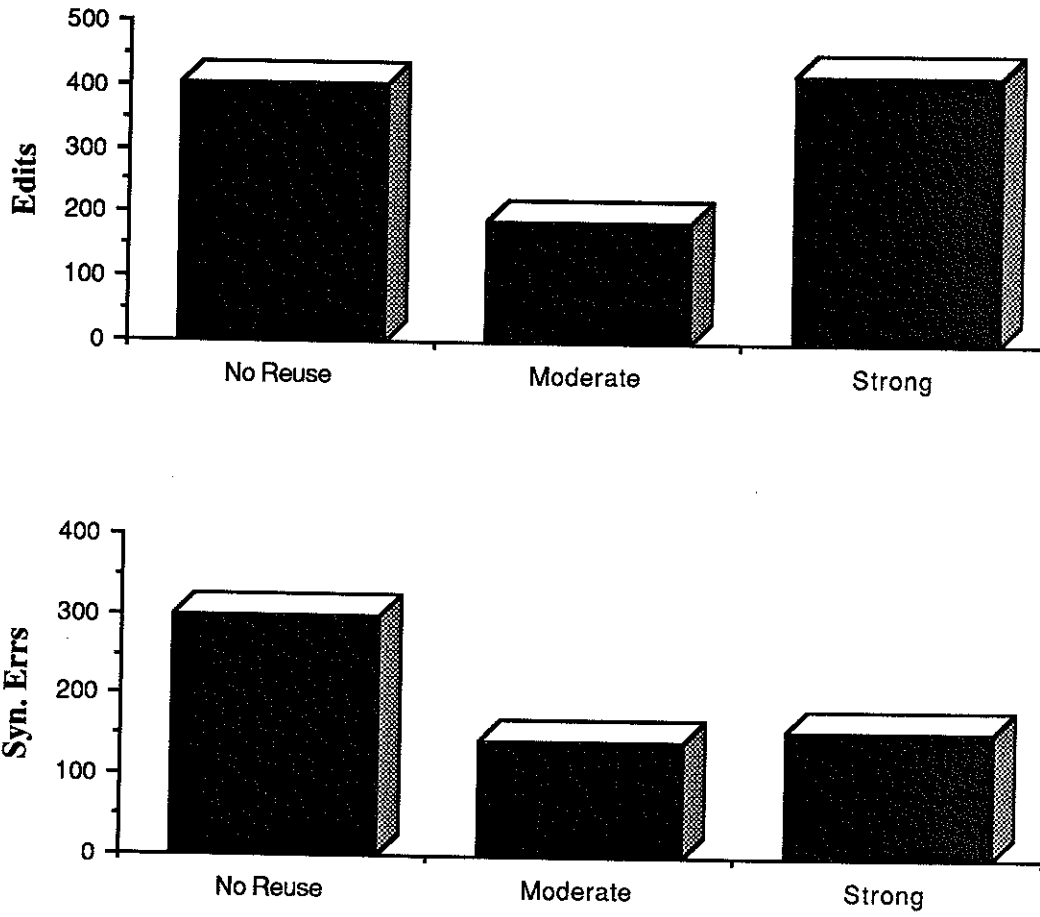 500
400
300
200
100
0
Edits
No Reuse
Moderate
Strong
400
300
200
100
0
Syn. Errs
No Reuse
Moderate
Strong